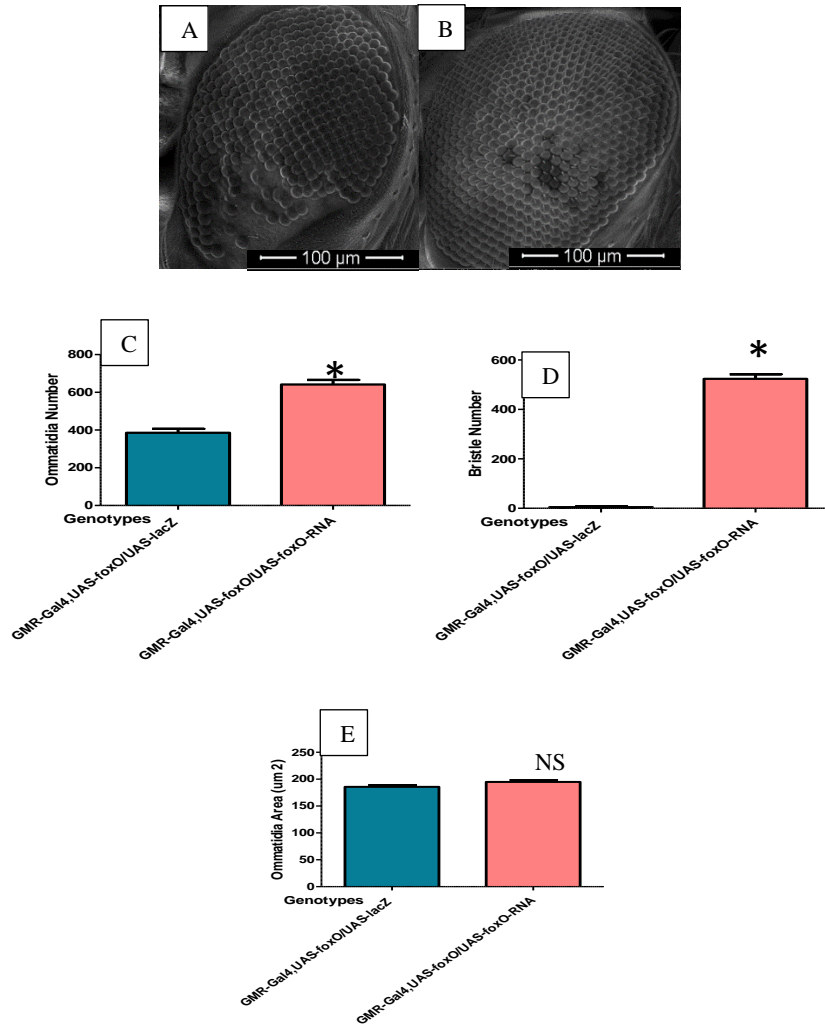 A
B
100 µm
100 µm
C
Ommatidia Number
800
600
400
200
0
*
Genotypes
GMR-Gal4,UAS-foxO/UAS-lacZ
GMR-Gal4,UAS-foxO/UAS-foxO-RNA
D
Bristle Number
600
400
200
0
*
Genotypes
GMR-Gal4,UAS-foxO/UAS-lacZ
GMR-Gal4,UAS-foxO/UAS-foxO-RNA
E
Ommatidia Area (um 2)
250
200
150
100
50
0
NS
Genotypes
GMR-Gal4,UAS-foxO/UAS-lacZ
GMR-Gal4,UAS-foxO/UAS-foxO-RNA